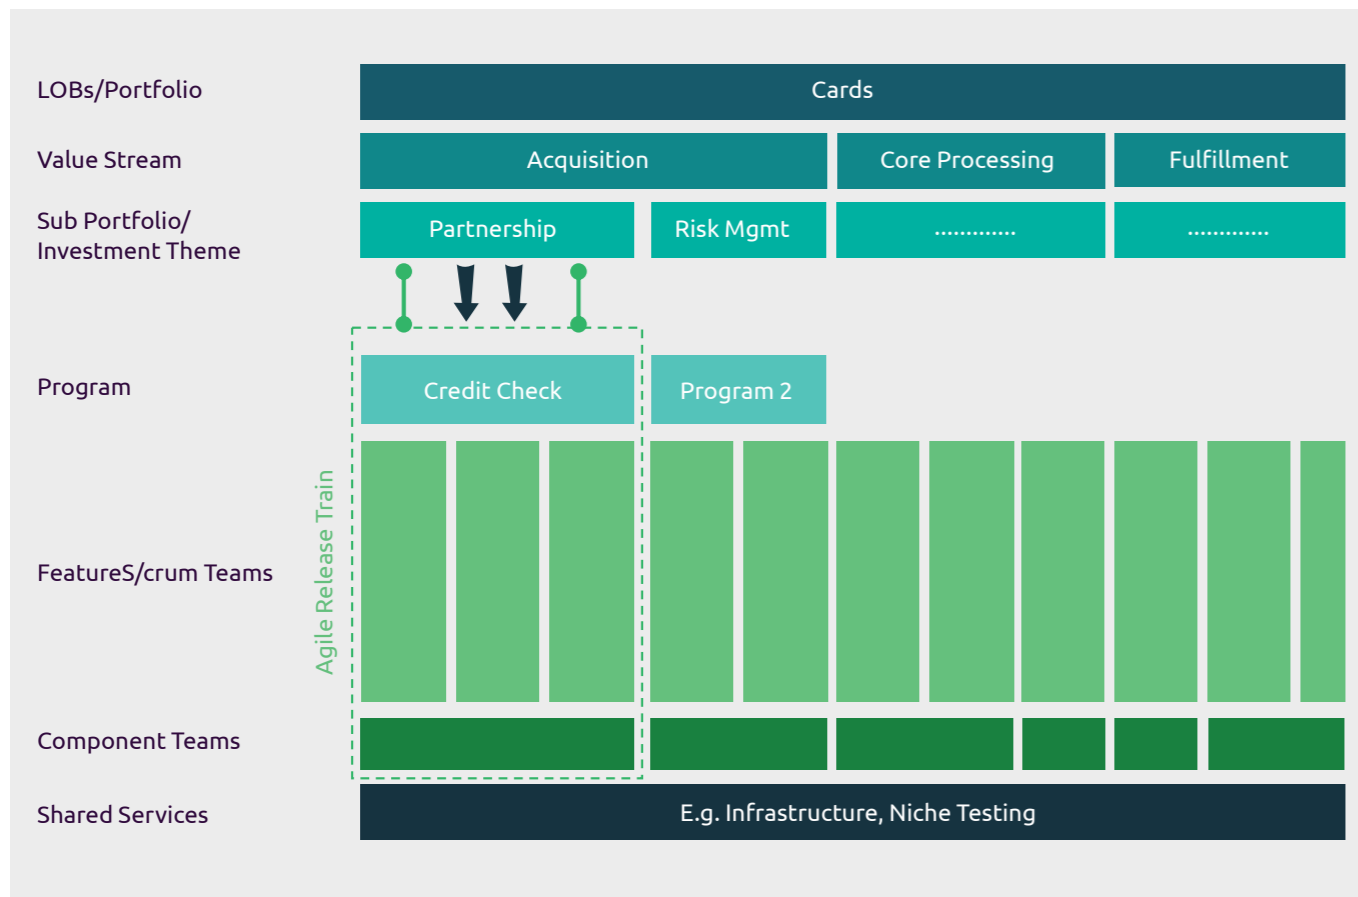 LOBs/Portfolio
Cards
Value Stream
Acquisition
Core Processing
Fulfillment
Sub Portfolio/
Investment Theme
Partnership
Risk Mgmt
.............
.............
Program
Credit Check
Program 2
Agile Release Train
FeatureS/crum Teams
Component Teams
Shared Services
E.g. Infrastructure, Niche Testing